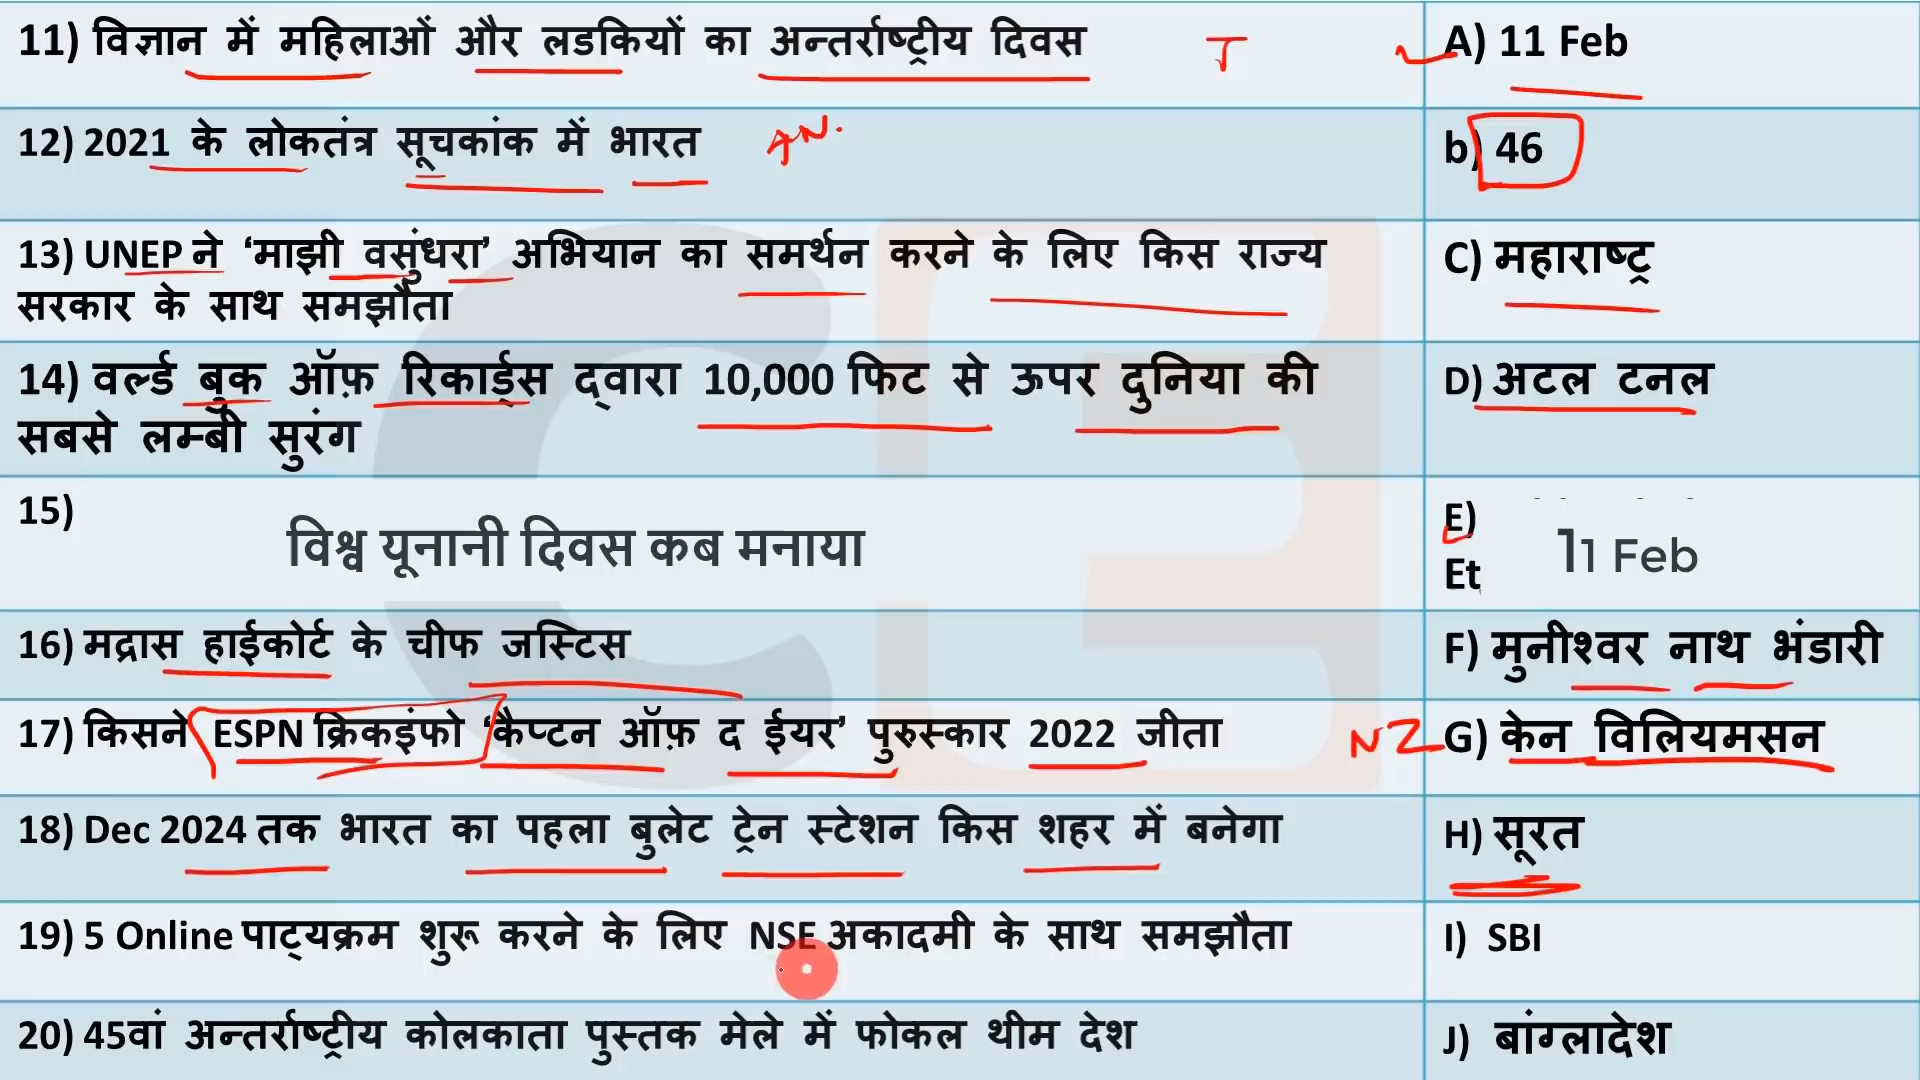 11) विज्ञान में महिलाओं और लडकियों का अन्तर्राष्ट्रीय दिवस
T
A) 11 Feb
12) 2021 के लोकतंत्र सूचकांक में भारत
b) 46
13) UNEP ने ‘माझी वसुंधरा’ अभियान का समर्थन करने के लिए किस राज्य
सरकार के साथ समझौता
C) महाराष्ट्र
14) वर्ल्ड बुक ऑफ़ रिकार्ड्स द्वारा 10,000 फिट से ऊपर दुनिया की
सबसे लम्बी सुरंग
D) अटल टनल
15)
विश्व यूनानी दिवस कब मनाया
E)
11 Feb
Et
16) मद्रास हाईकोर्ट के चीफ जस्टिस
F) मुनीश्वर नाथ भंडारी
17) किसने ESPN क्रिकइंफो ‘कैप्टन ऑफ़ द ईयर’ पुरुस्कार 2022 जीता
NZ
G) केन विलियमसन
18) Dec 2024 तक भारत का पहला बुलेट ट्रेन स्टेशन किस शहर में बनेगा
H) सूरत
19) 5 Online पाट्यक्रम शुरू करने के लिए NSE अकादमी के साथ समझौता
I) SBI
20) 45वां अन्तर्राष्ट्रीय कोलकाता पुस्तक मेले में फोकल थीम देश
J) बांग्लादेश